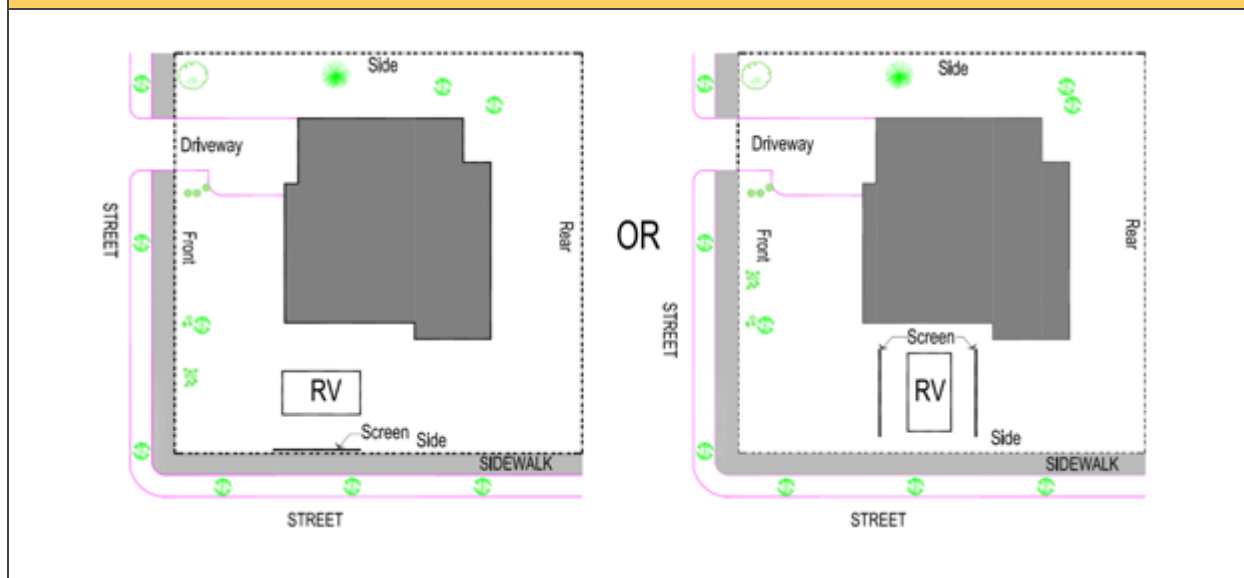 Side
Driveway
STREET
Front
Rear
RV
Screen
Side
SIDEWALK
STREET
OR
Side
Driveway
Front
Rear
STREET
Screen
RV
Side
SIDEWALK
STREET